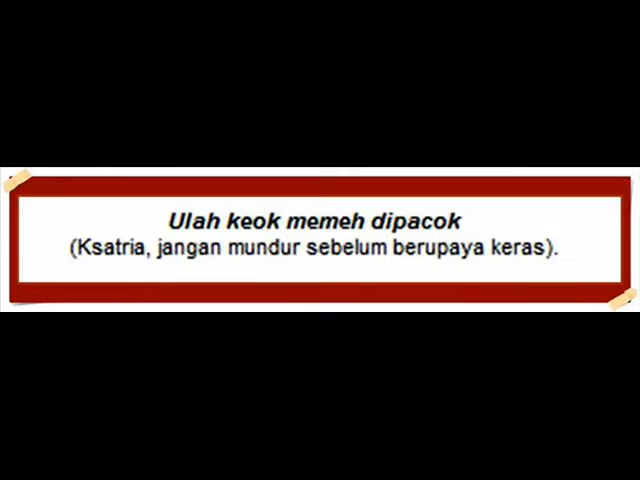 Ulah keok memeh dipacok
(Ksatria, jangan mundur sebelum berupaya keras).